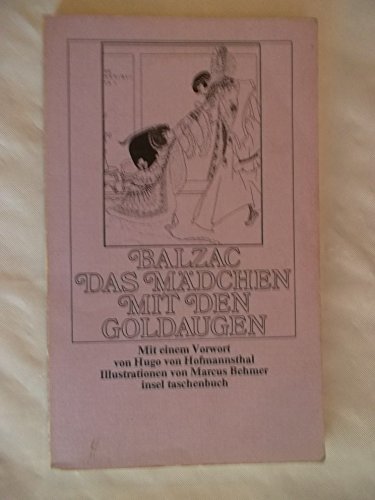 BALZAC
DAS MÄDCHEN
MIT DEN
GOLDAUGEN
Mit einem Vorwort
von Hugo von Hofmannsthal
Illustrationen von Marcus Behmer
insel taschenbuch